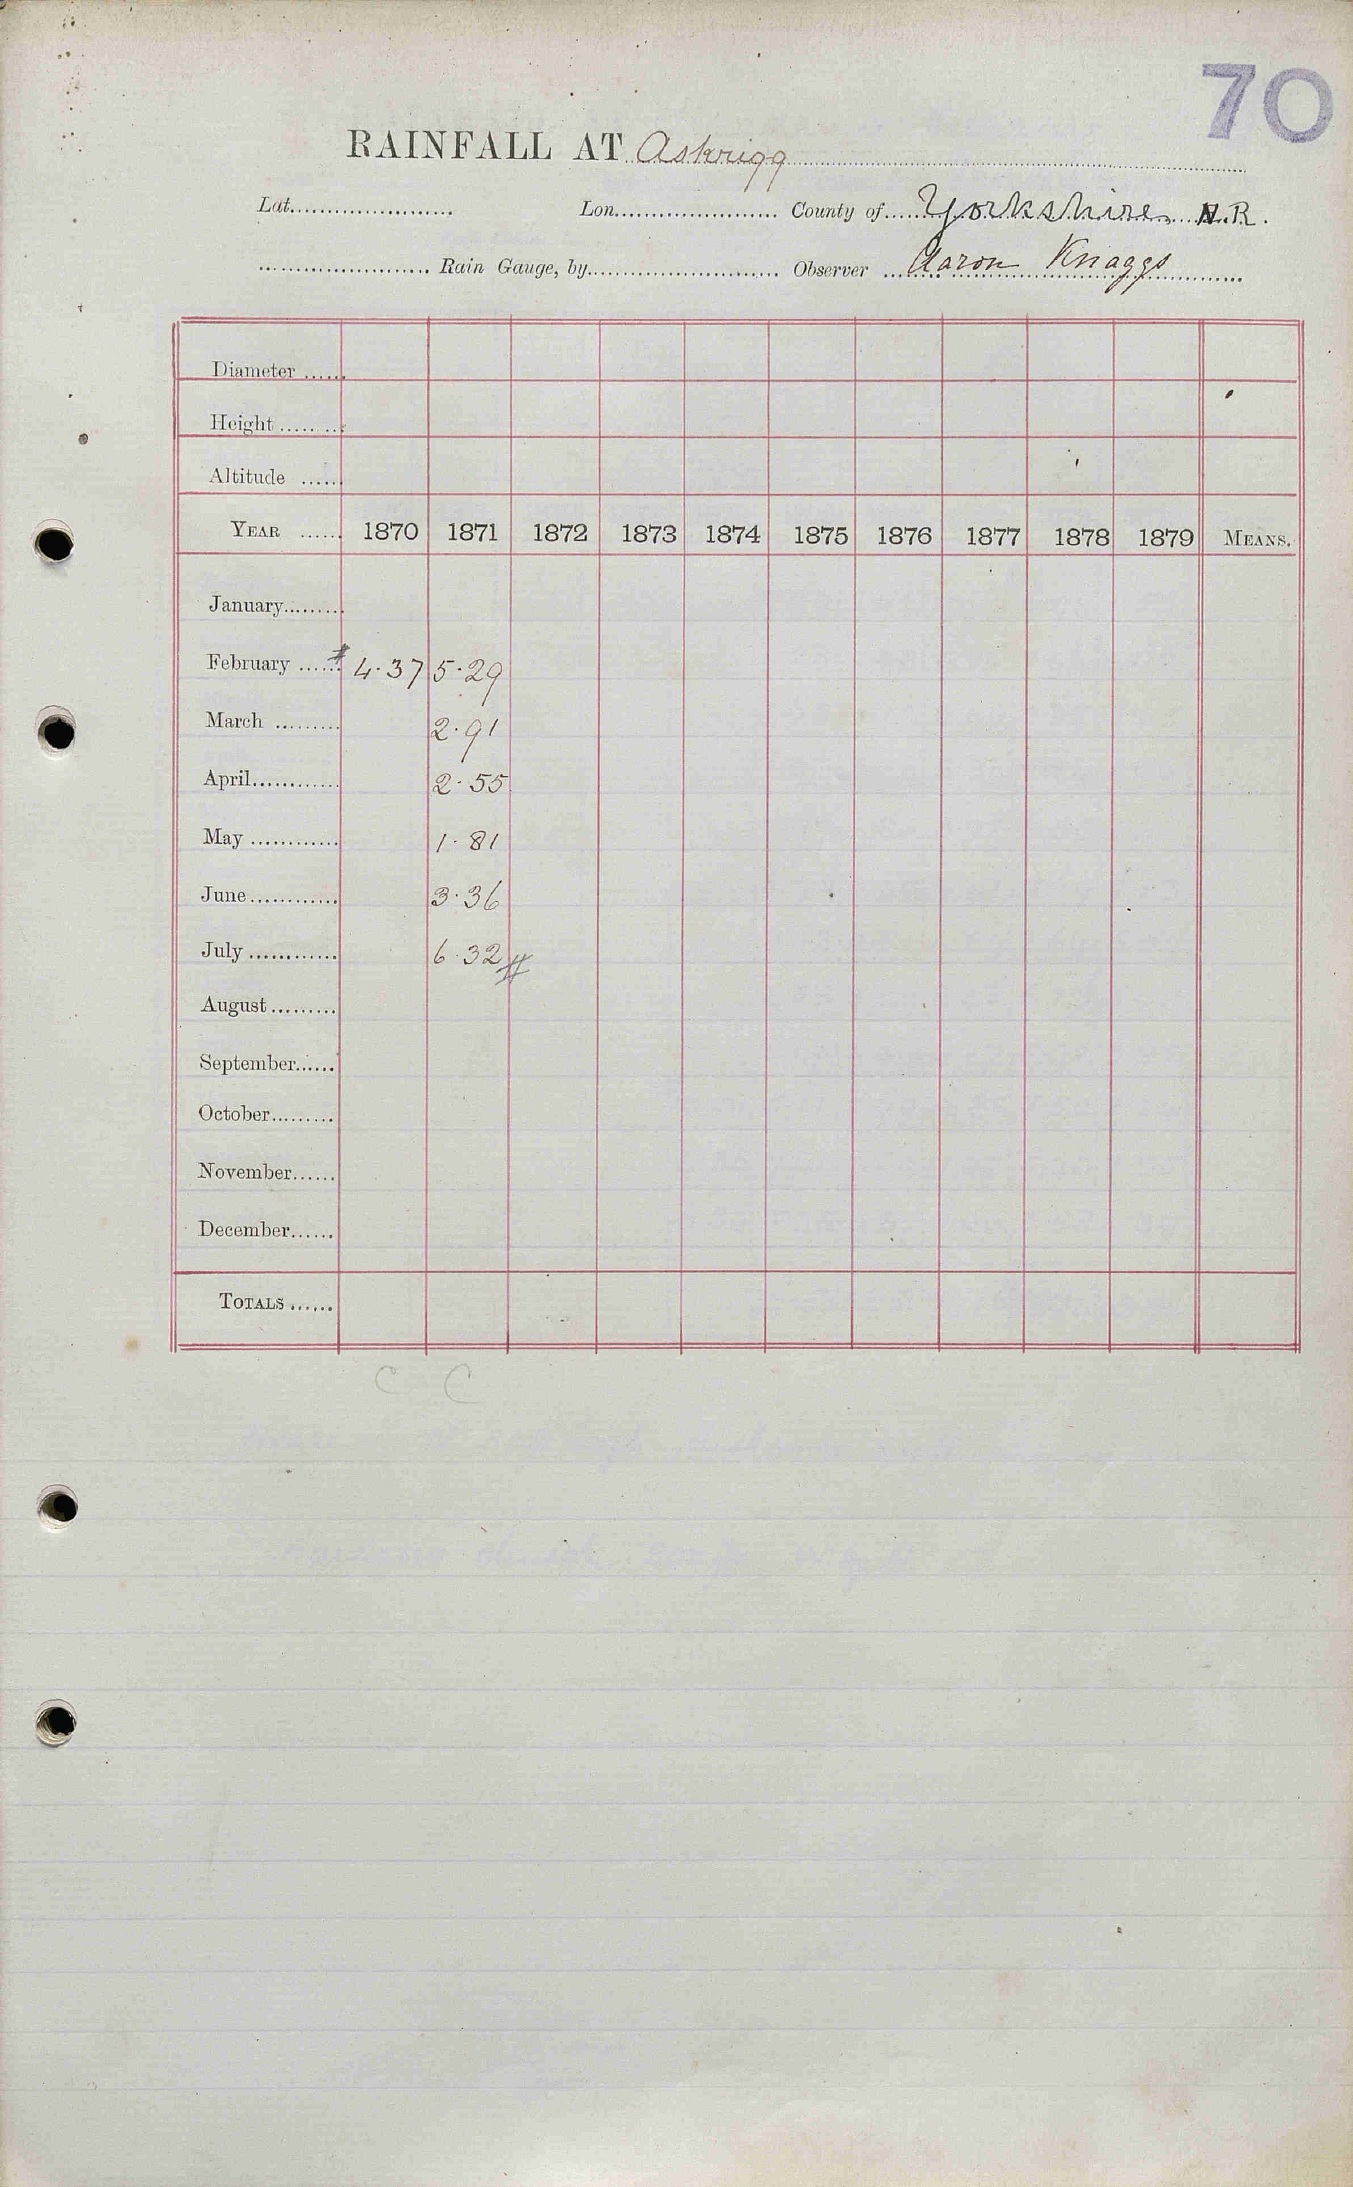 70
RAINFALL AT Askrigg
Lat...................... Lon...................... County of Yorkshire N.R.
....................... Rain Gauge, by.......................... Observer Aaron Knaggs
Diameter ......
Height .........
Altitude ......
YEAR ...... 1870 1871 1872 1873 1874 1875 1876 1877 1878 1879 MEANS.
January.........
February ...... # 4.37 5.29
March ......... 2.91
April............ 2.55
May ............ 1.81
June............ 3.36
July ............ 6.32 #
August.........
September......
October.........
November......
December......
TOTALS ......
C C